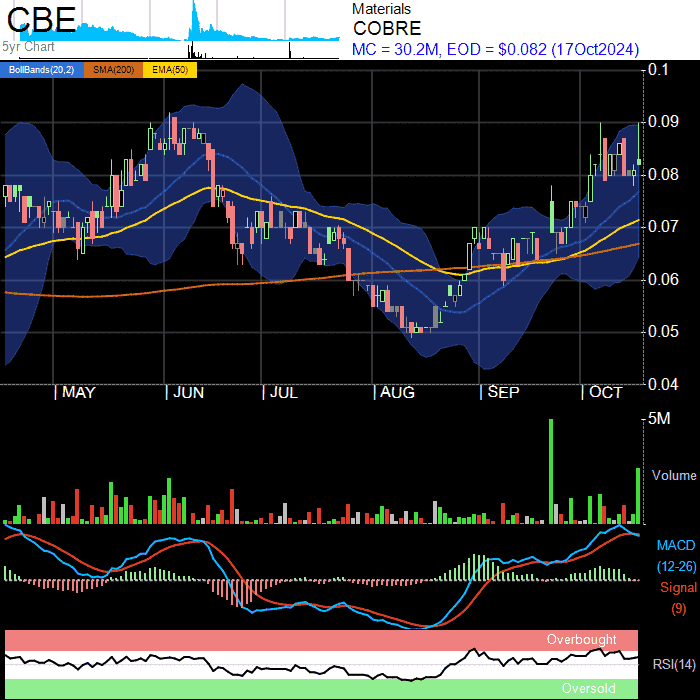 CBE
5yr Chart
Materials
COBRE
MC = 30.2M, EOD = $0.082 (17Oct2024)
BollBands(20,2) SMA(200) EMA(50)
0.1
0.09
0.08
0.07
0.06
0.05
0.04
MAY JUN JUL AUG SEP OCT
5M
Volume
MACD
(12-26)
Signal
(9)
Overbought
RSI(14)
Oversold